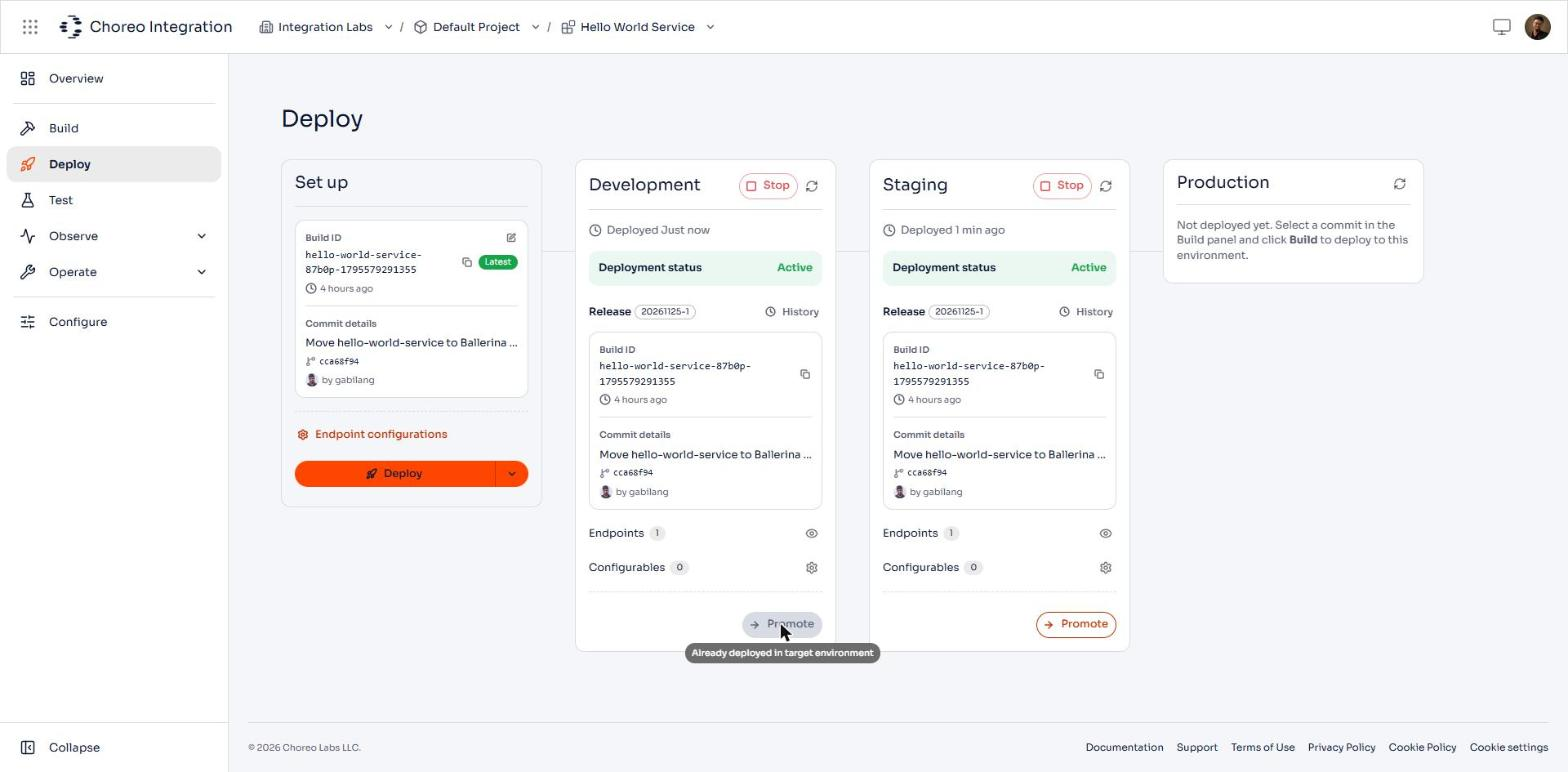 Choreo Integration
Integration Labs / Default Project / Hello World Service
Overview
Build
Deploy
Test
Observe
Operate
Configure
Collapse
Deploy
Set up
Build ID
hello-world-service-
87b0p-1795579291355
Latest
4 hours ago
Commit details
Move hello-world-service to Ballerina ...
cca68f94
by gabilang
Endpoint configurations
Deploy
Development
Stop
Deployed Just now
Deployment status Active
Release 20261125-1 History
Build ID
hello-world-service-87b0p-
1795579291355
4 hours ago
Commit details
Move hello-world-service to Ballerina ...
cca68f94
by gabilang
Endpoints 1
Configurables 0
Promote
Already deployed in target environment
Staging
Stop
Deployed 1 min ago
Deployment status Active
Release 20261125-1 History
Build ID
hello-world-service-87b0p-
1795579291355
4 hours ago
Commit details
Move hello-world-service to Ballerina ...
cca68f94
by gabilang
Endpoints 1
Configurables 0
Promote
Production
Not deployed yet. Select a commit in the
Build panel and click Build to deploy to this
environment.
© 2026 Choreo Labs LLC.
Documentation Support Terms of Use Privacy Policy Cookie Policy Cookie settings